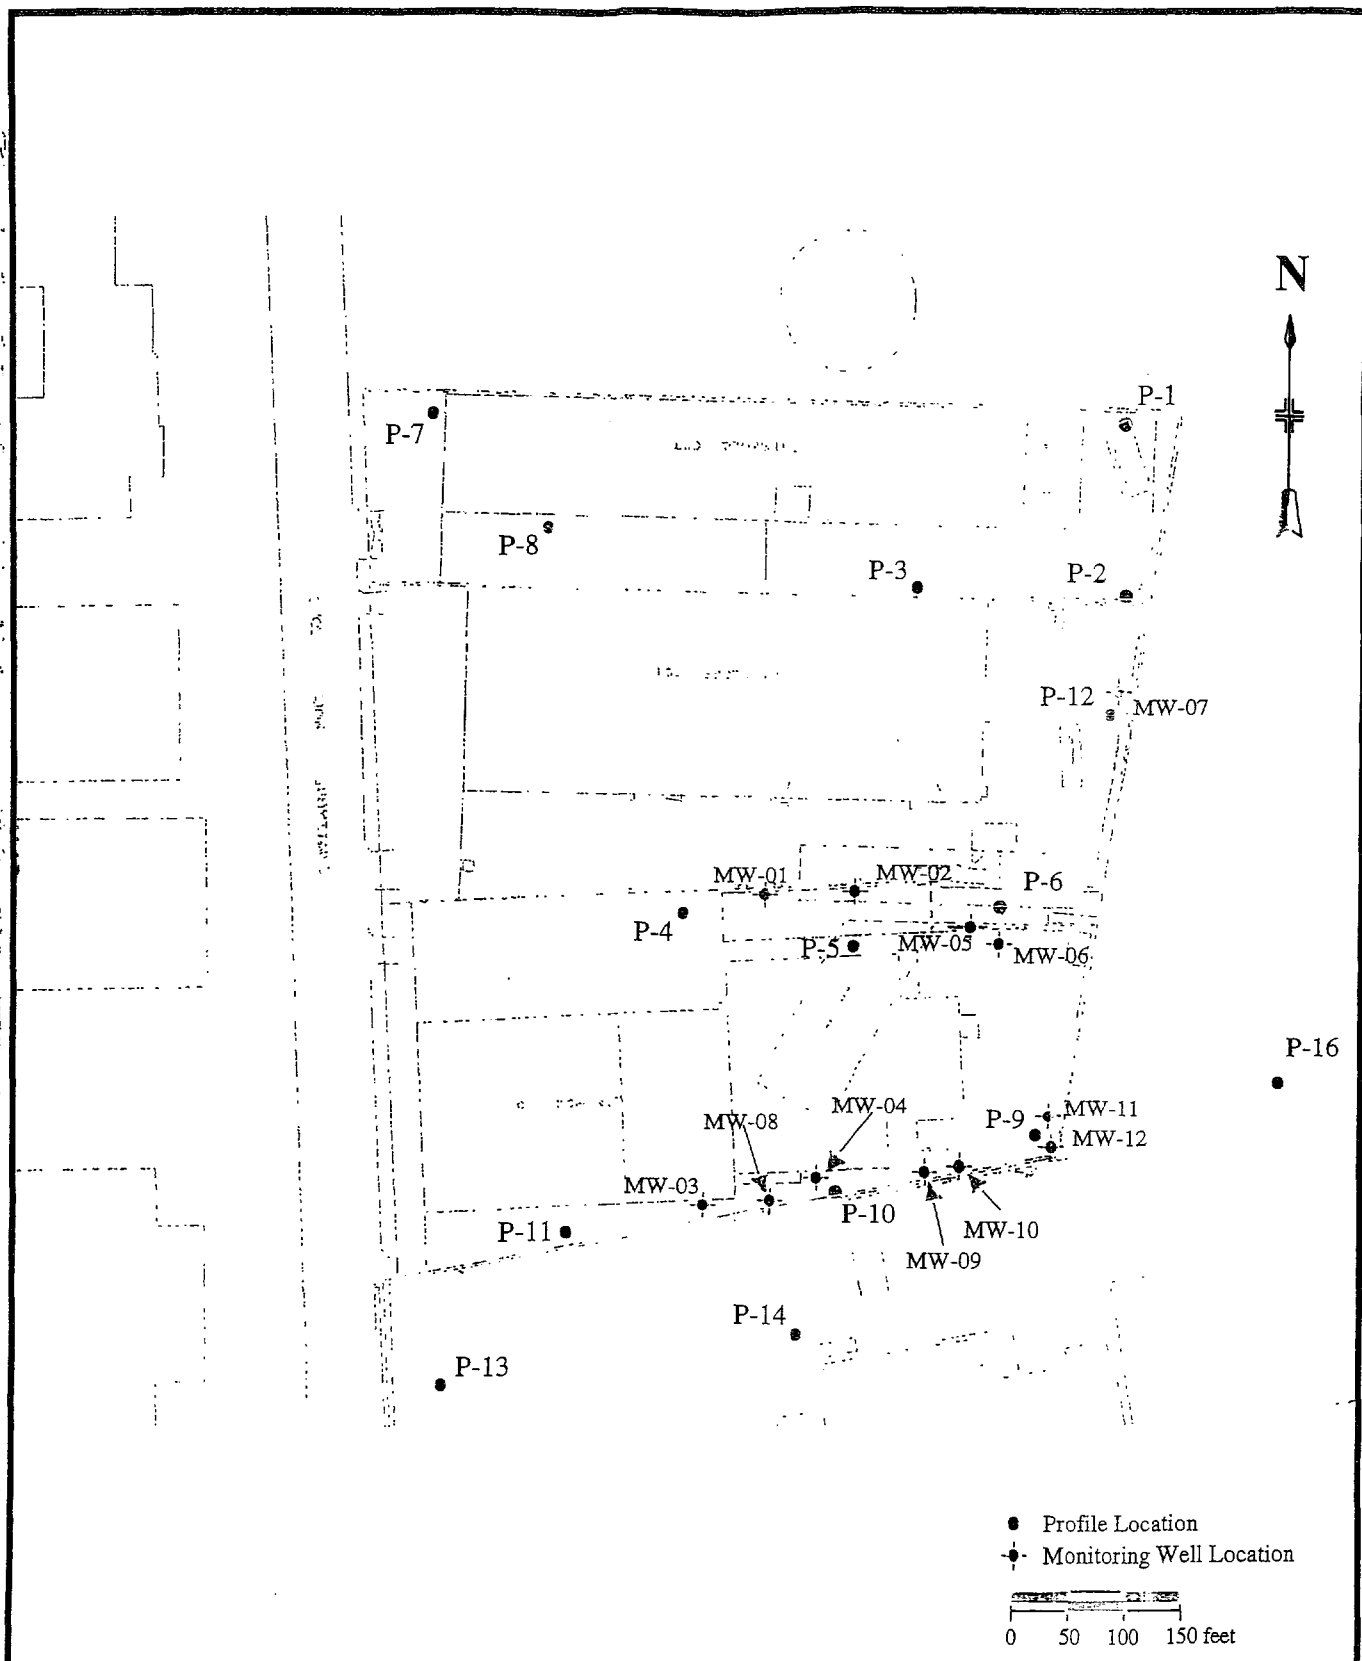 N
P-1
P-7
P-8
P-3
P-2
P-12
MW-07
MW-01
MW-02
P-6
P-4
P-5
MW-05
MW-06
P-16
MW-04
MW-11
MW-08
P-9
MW-12
MW-03
P-10
P-11
MW-10
MW-09
P-14
P-13
Profile Location
Monitoring Well Location
0 50 100 150 feet